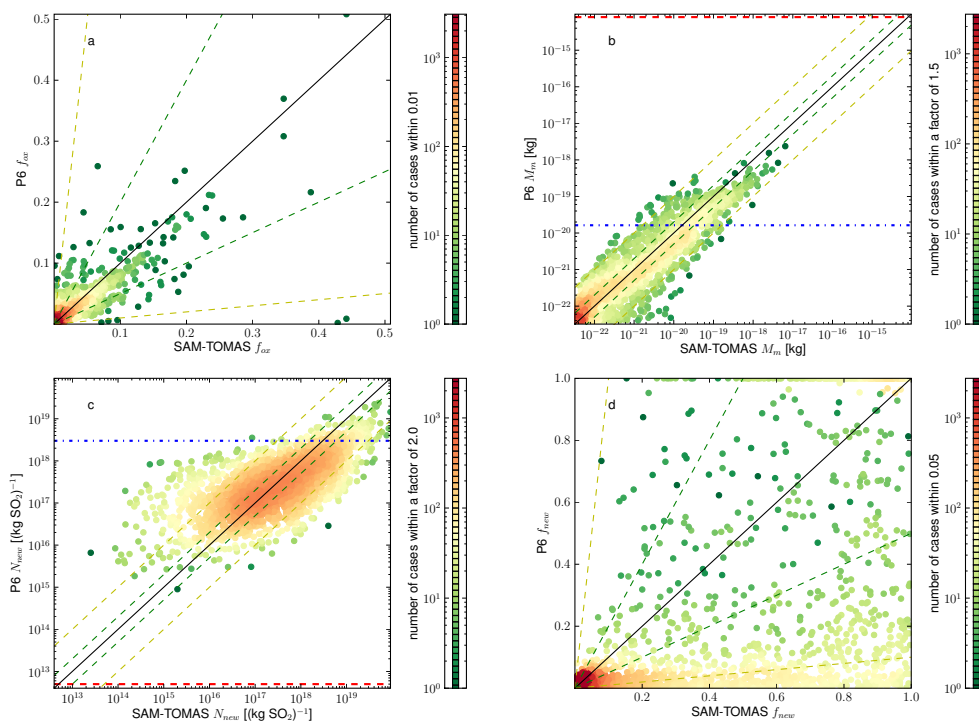 a
0.5
0.4
0.3
0.2
0.1
0.1 0.2 0.3 0.4 0.5
P6 f_ox
SAM-TOMAS f_ox
10^3
10^2
10^1
10^0
number of cases within 0.01
b
10^-15
10^-16
10^-17
10^-18
10^-19
10^-20
10^-21
10^-22
10^-22 10^-21 10^-20 10^-19 10^-18 10^-17 10^-16 10^-15
P6 M_m [kg]
SAM-TOMAS M_m [kg]
10^3
10^2
10^1
10^0
number of cases within a factor of 1.5
c
10^19
10^18
10^17
10^16
10^15
10^14
10^13
10^13 10^14 10^15 10^16 10^17 10^18 10^19
P6 N_new [(kg SO_2)^-1]
SAM-TOMAS N_new [(kg SO_2)^-1]
10^3
10^2
10^1
10^0
number of cases within a factor of 2.0
d
1.0
0.8
0.6
0.4
0.2
0.2 0.4 0.6 0.8 1.0
P6 f_new
SAM-TOMAS f_new
10^3
10^2
10^1
10^0
number of cases within 0.05